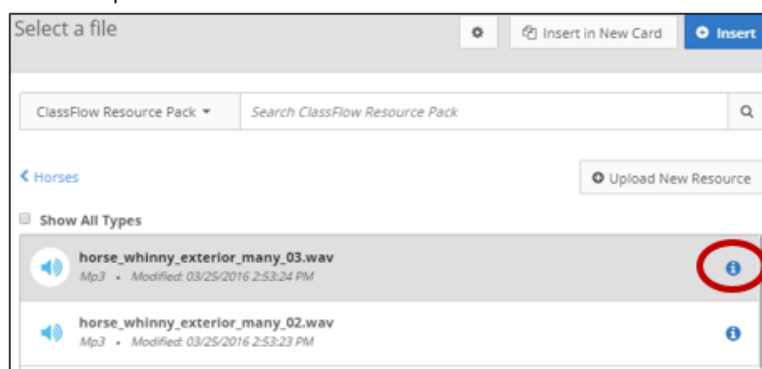 Select a file
Insert in New Card
Insert
ClassFlow Resource Pack
Search ClassFlow Resource Pack
Horses
Upload New Resource
Show All Types
horse_whinny_exterior_many_03.wav
Mp3 • Modified: 03/25/2016 2:53:24 PM
horse_whinny_exterior_many_02.wav
Mp3 • Modified: 03/25/2016 2:53:23 PM